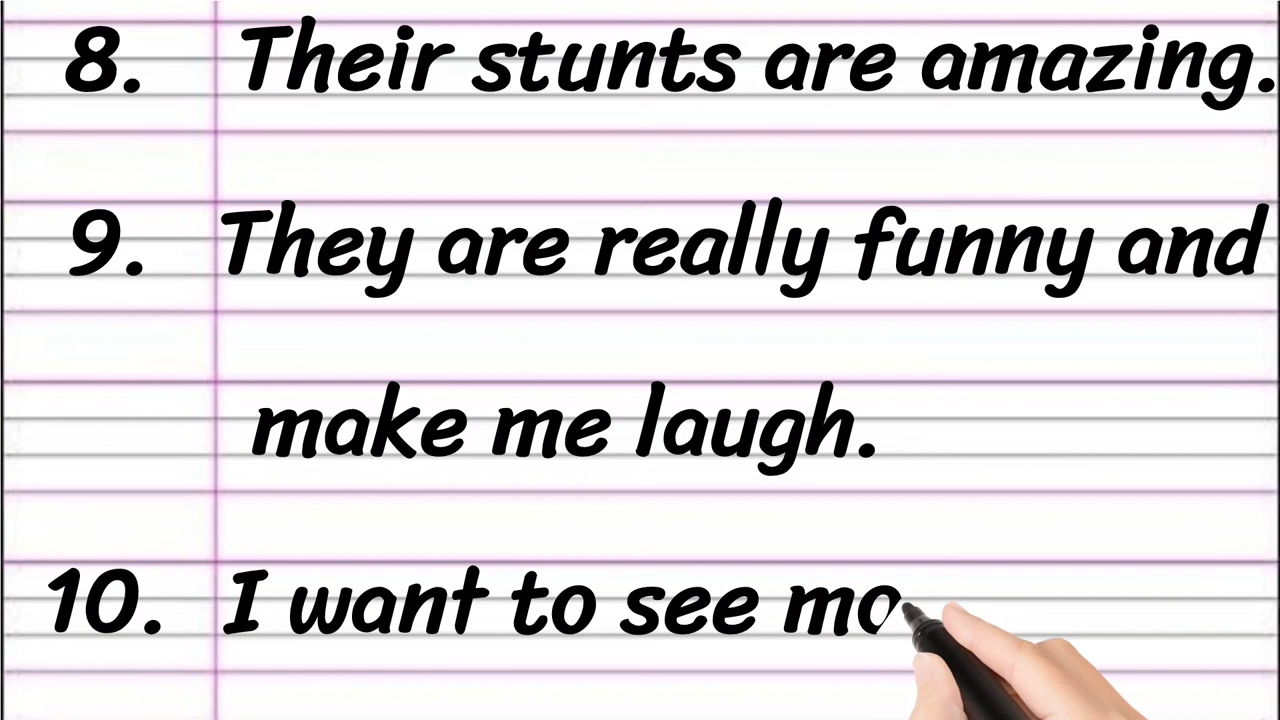 8. Their stunts are amazing.
9. They are really funny and
make me laugh.
10. I want to see mo